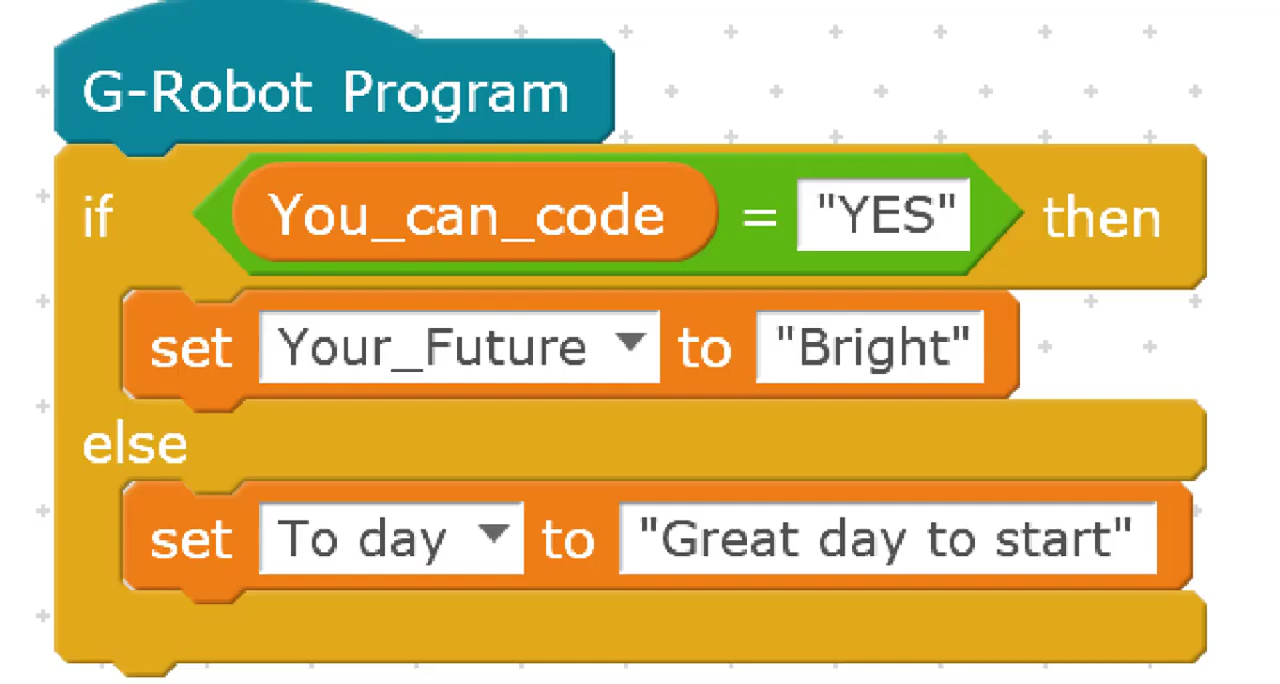 G-Robot Program
if You_can_code = "YES" then
set Your_Future to "Bright"
else
set To day to "Great day to start"